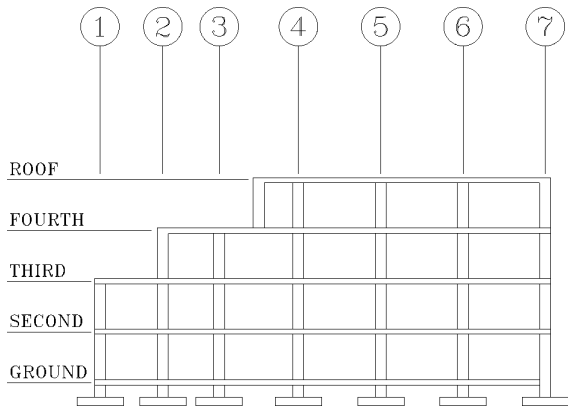 1 2 3 4 5 6 7
ROOF
FOURTH
THIRD
SECOND
GROUND